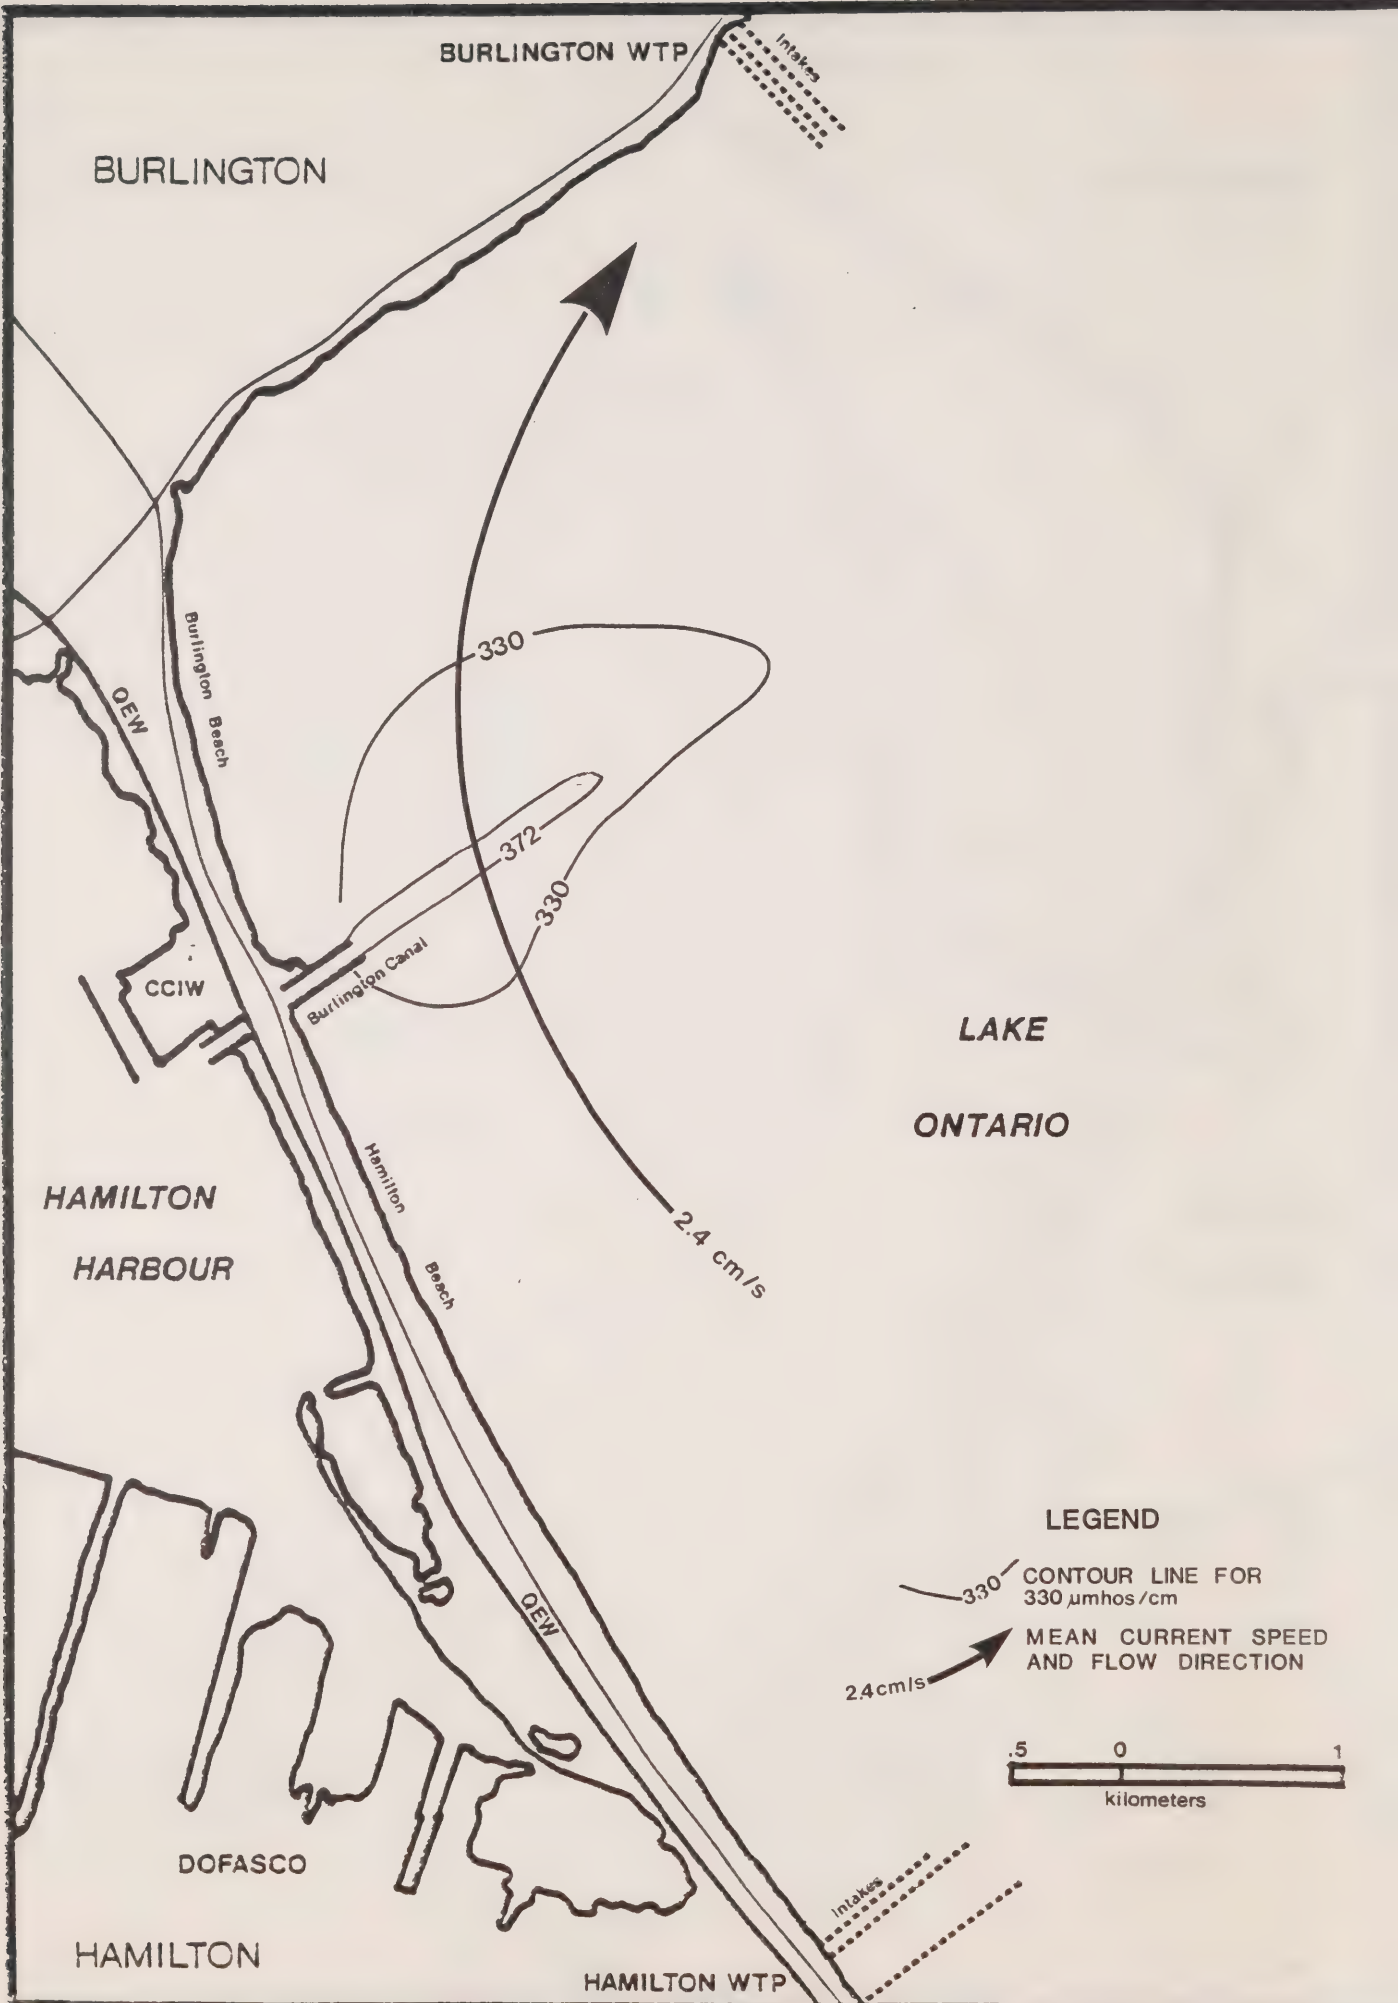 BURLINGTON WTP
Intakes
BURLINGTON
330
Burlington Beach
QEW
372
330
CCIW
Burlington Canal
LAKE
ONTARIO
Hamilton
Beach
HAMILTON
HARBOUR
2.4 cm/s
LEGEND
330
CONTOUR LINE FOR
330 µmhos/cm
QEW
MEAN CURRENT SPEED
AND FLOW DIRECTION
2.4cm/s
.5 0 1
kilometers
DOFASCO
Intakes
HAMILTON
HAMILTON WTP